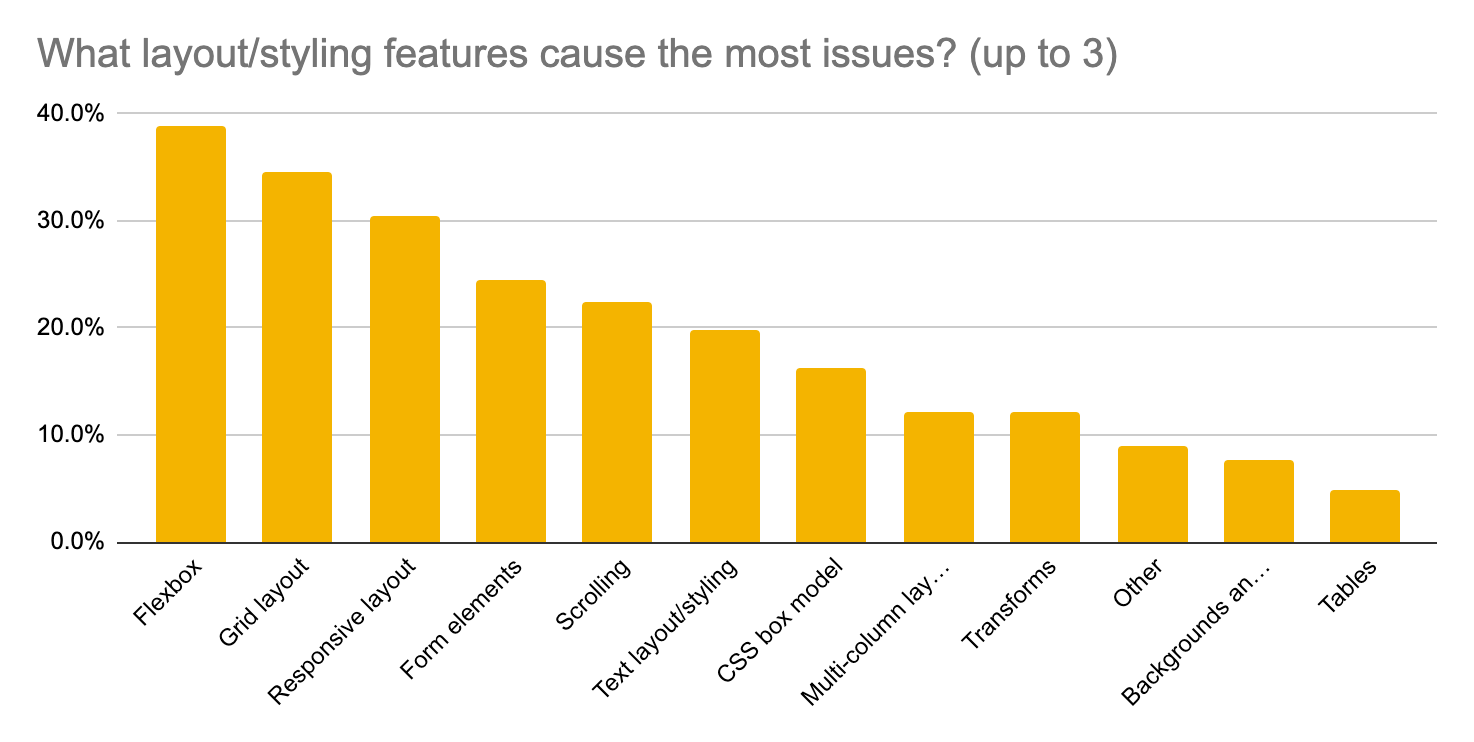 What layout/styling features cause the most issues? (up to 3)
40.0%
30.0%
20.0%
10.0%
0.0%
Flexbox
Grid layout
Responsive layout
Form elements
Scrolling
Text layout/styling
CSS box model
Multi-column lay…
Transforms
Other
Backgrounds an…
Tables